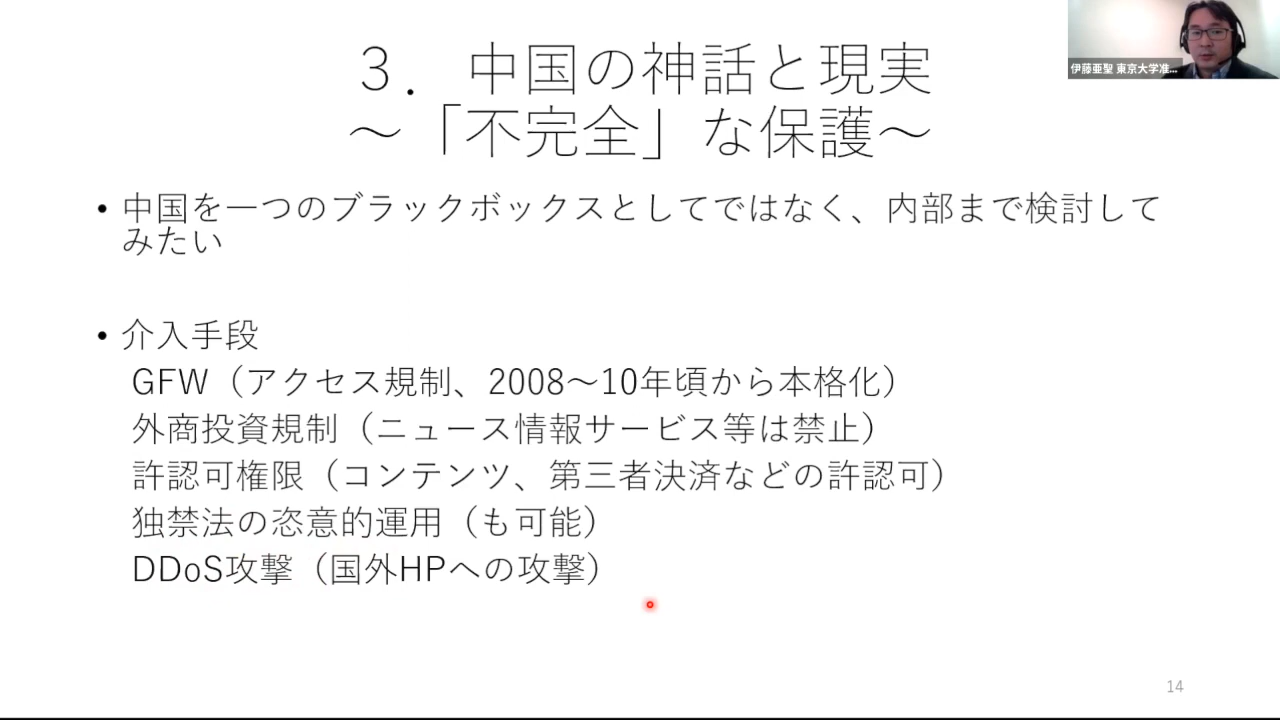 ３．　中国の神話と現実
～「不完全」な保護～
• 中国を一つのブラックボックスとしてではなく、内部まで検討して
みたい
• 介入手段
GFW（アクセス規制、2008～10年頃から本格化）
外商投資規制（ニュース情報サービス等は禁止）
許認可権限（コンテンツ、第三者決済などの許認可）
独禁法の恣意的運用（も可能）
DDoS攻撃（国外HPへの攻撃）
伊藤亜聖 東京大学准...
14